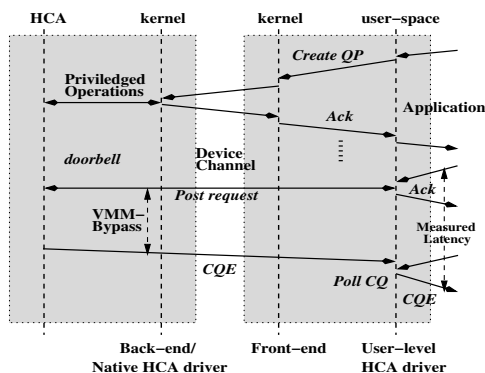 HCA
kernel
kernel
user-space
Create QP
Priviledged
Operations
Application
Ack
Device
Channel
doorbell
Post request
Ack
VMM-
Bypass
Measured
Latency
CQE
Poll CQ
CQE
Back-end/
Native HCA driver
Front-end
User-level
HCA driver